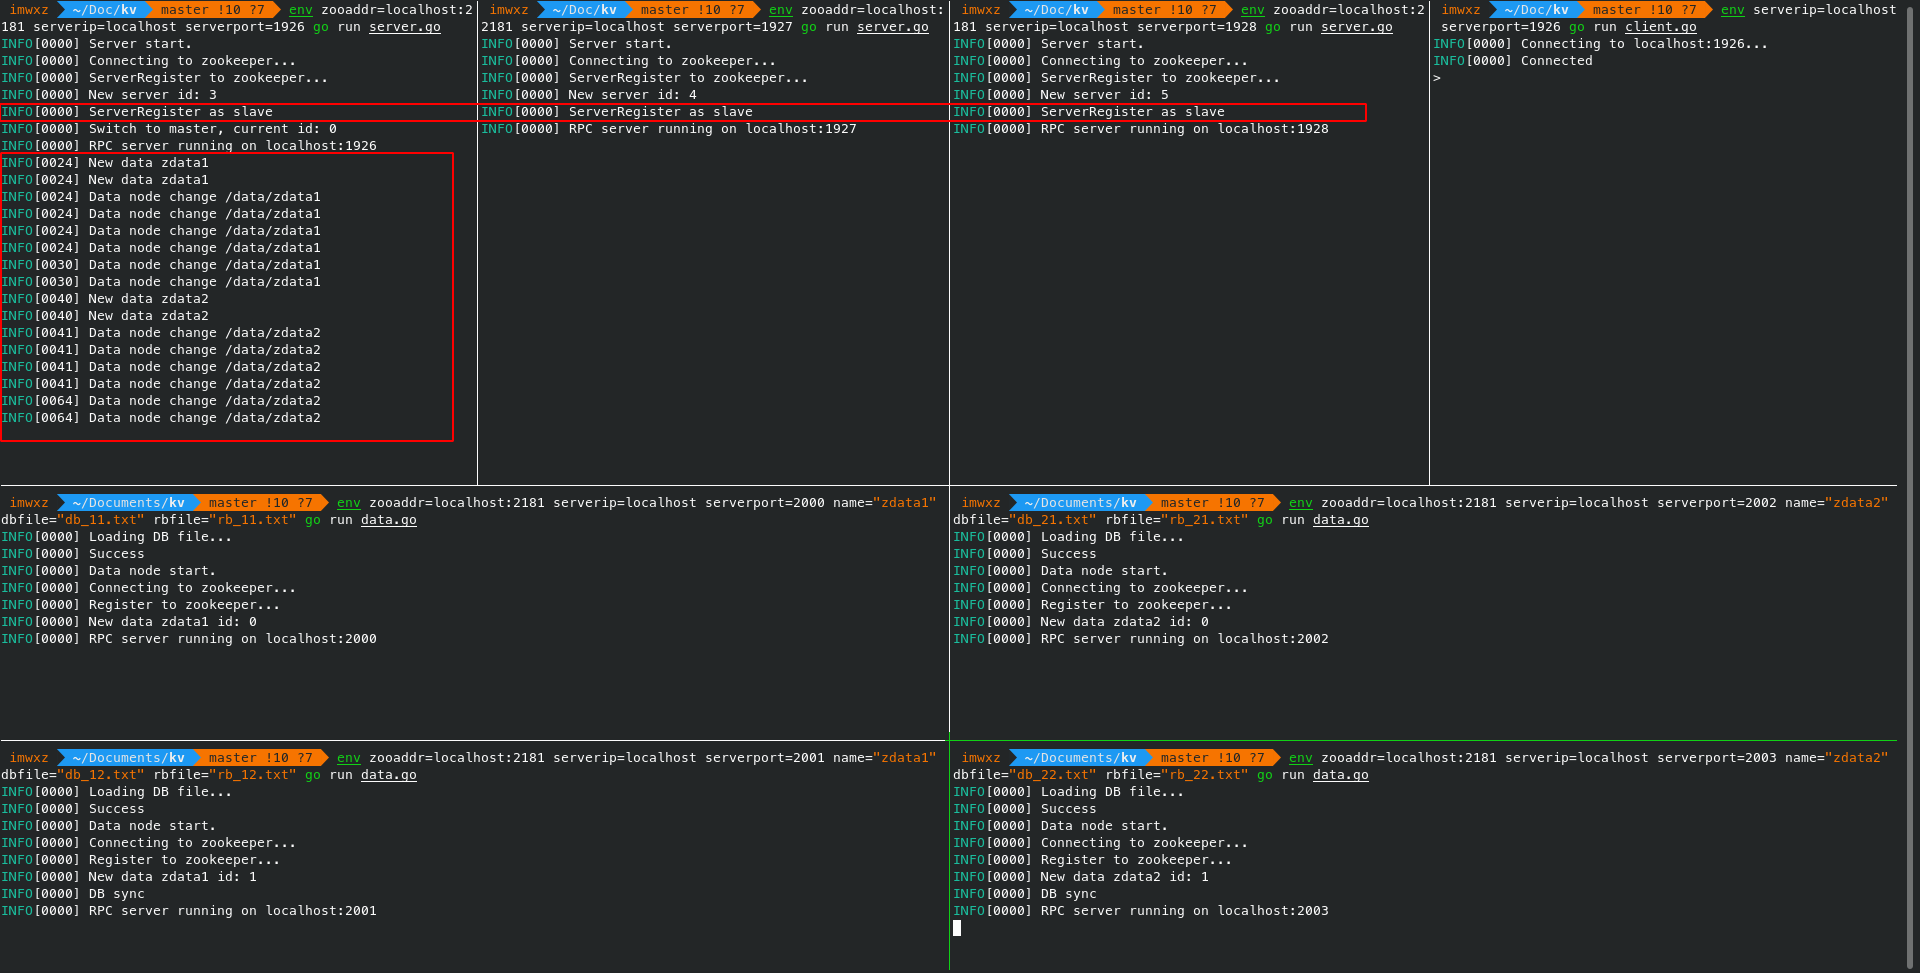 imwxz ~/Doc/kv master !10 ?7 env zooaddr=localhost:2
181 serverip=localhost serverport=1926 go run server.go
INFO[0000] Server start.
INFO[0000] Connecting to zookeeper...
INFO[0000] ServerRegister to zookeeper...
INFO[0000] New server id: 3
INFO[0000] ServerRegister as slave
INFO[0000] Switch to master, current id: 0
INFO[0000] RPC server running on localhost:1926
INFO[0024] New data zdata1
INFO[0024] New data zdata1
INFO[0024] Data node change /data/zdata1
INFO[0024] Data node change /data/zdata1
INFO[0024] Data node change /data/zdata1
INFO[0024] Data node change /data/zdata1
INFO[0030] Data node change /data/zdata1
INFO[0030] Data node change /data/zdata1
INFO[0040] New data zdata2
INFO[0040] New data zdata2
INFO[0041] Data node change /data/zdata2
INFO[0041] Data node change /data/zdata2
INFO[0041] Data node change /data/zdata2
INFO[0041] Data node change /data/zdata2
INFO[0064] Data node change /data/zdata2
INFO[0064] Data node change /data/zdata2
imwxz ~/Doc/kv master !10 ?7 env zooaddr=localhost:
2181 serverip=localhost serverport=1927 go run server.go
INFO[0000] Server start.
INFO[0000] Connecting to zookeeper...
INFO[0000] ServerRegister to zookeeper...
INFO[0000] New server id: 4
INFO[0000] ServerRegister as slave
INFO[0000] RPC server running on localhost:1927
imwxz ~/Doc/kv master !10 ?7 env zooaddr=localhost:2
181 serverip=localhost serverport=1928 go run server.go
INFO[0000] Server start.
INFO[0000] Connecting to zookeeper...
INFO[0000] ServerRegister to zookeeper...
INFO[0000] New server id: 5
INFO[0000] ServerRegister as slave
INFO[0000] RPC server running on localhost:1928
imwxz ~/Doc/kv master !10 ?7 env serverip=localhost
serverport=1926 go run client.go
INFO[0000] Connecting to localhost:1926...
INFO[0000] Connected
>
imwxz ~/Documents/kv master !10 ?7 env zooaddr=localhost:2181 serverip=localhost serverport=2000 name="zdata1"
dbfile="db_11.txt" rbfile="rb_11.txt" go run data.go
INFO[0000] Loading DB file...
INFO[0000] Success
INFO[0000] Data node start.
INFO[0000] Connecting to zookeeper...
INFO[0000] Register to zookeeper...
INFO[0000] New data zdata1 id: 0
INFO[0000] RPC server running on localhost:2000
imwxz ~/Documents/kv master !10 ?7 env zooaddr=localhost:2181 serverip=localhost serverport=2002 name="zdata2"
dbfile="db_21.txt" rbfile="rb_21.txt" go run data.go
INFO[0000] Loading DB file...
INFO[0000] Success
INFO[0000] Data node start.
INFO[0000] Connecting to zookeeper...
INFO[0000] Register to zookeeper...
INFO[0000] New data zdata2 id: 0
INFO[0000] RPC server running on localhost:2002
imwxz ~/Documents/kv master !10 ?7 env zooaddr=localhost:2181 serverip=localhost serverport=2001 name="zdata1"
dbfile="db_12.txt" rbfile="rb_12.txt" go run data.go
INFO[0000] Loading DB file...
INFO[0000] Success
INFO[0000] Data node start.
INFO[0000] Connecting to zookeeper...
INFO[0000] Register to zookeeper...
INFO[0000] New data zdata1 id: 1
INFO[0000] DB sync
INFO[0000] RPC server running on localhost:2001
imwxz ~/Documents/kv master !10 ?7 env zooaddr=localhost:2181 serverip=localhost serverport=2003 name="zdata2"
dbfile="db_22.txt" rbfile="rb_22.txt" go run data.go
INFO[0000] Loading DB file...
INFO[0000] Success
INFO[0000] Data node start.
INFO[0000] Connecting to zookeeper...
INFO[0000] Register to zookeeper...
INFO[0000] New data zdata2 id: 1
INFO[0000] DB sync
INFO[0000] RPC server running on localhost:2003